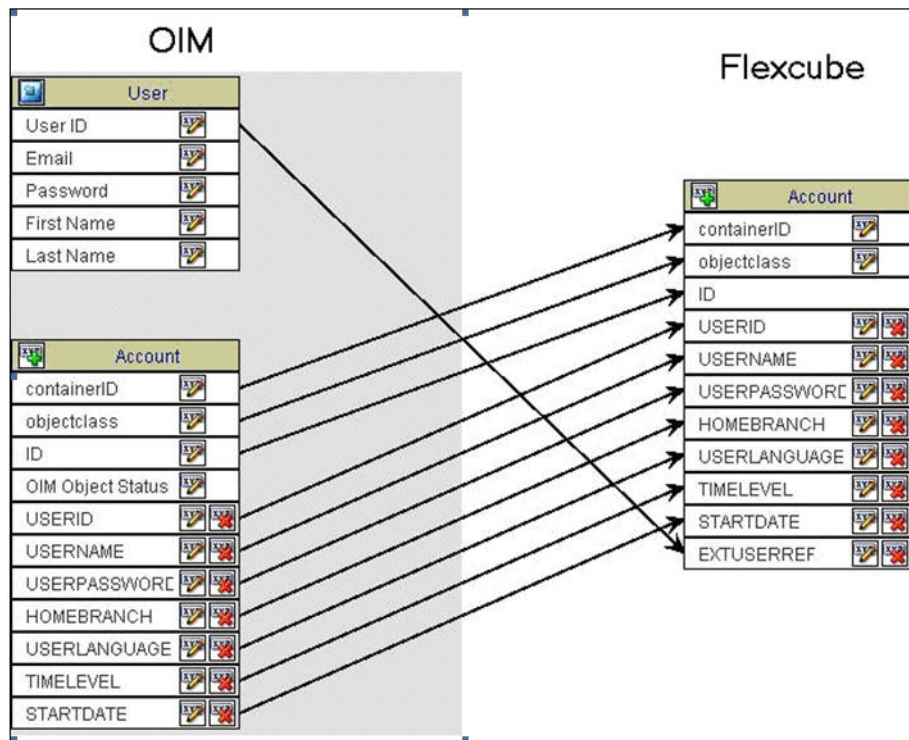 OIM
User
User ID
Email
Password
First Name
Last Name
Account
containerID
objectclass
ID
OIM Object Status
USERID
USERNAME
USERPASSWORD
HOMEBRANCH
USERLANGUAGE
TIMELEVEL
STARTDATE
Flexcube
Account
containerID
objectclass
ID
USERID
USERNAME
USERPASSWORD
HOMEBRANCH
USERLANGUAGE
TIMELEVEL
STARTDATE
EXTUSERREF